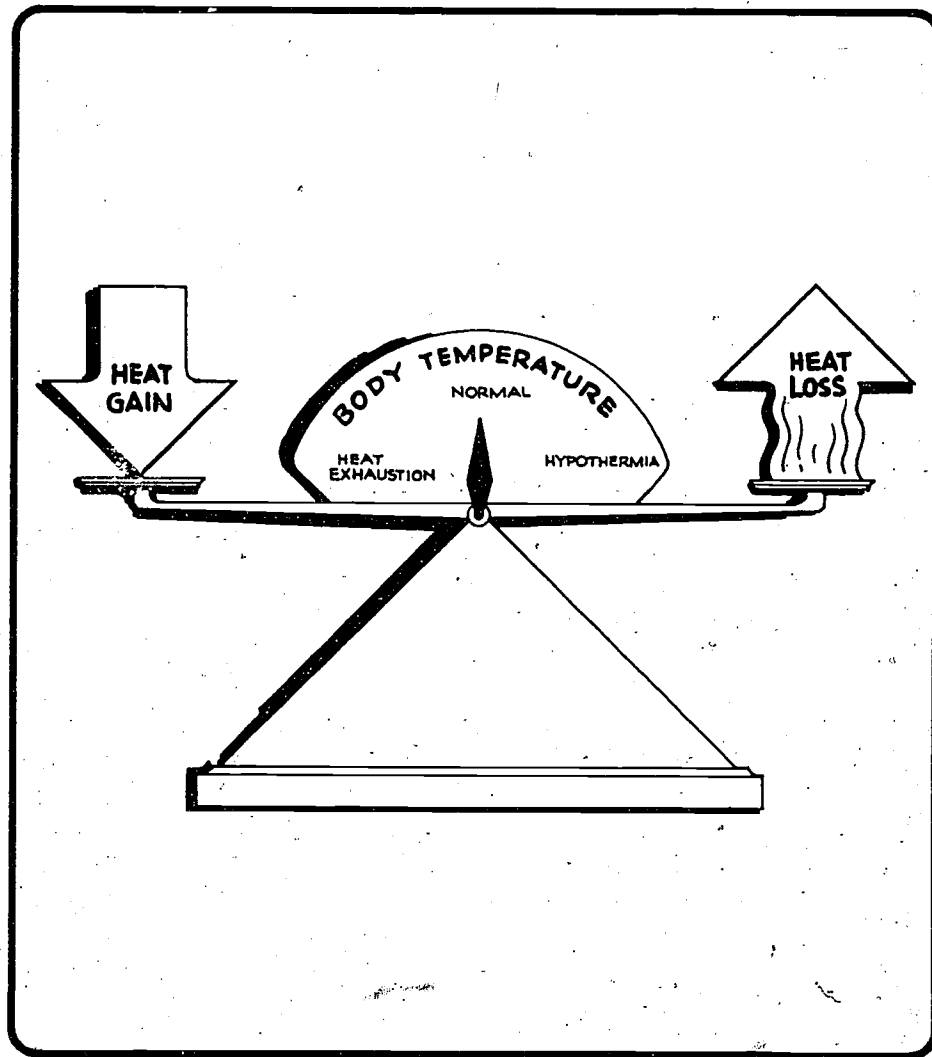 HEAT
GAIN
BODY TEMPERATURE
NORMAL
HEAT
EXHAUSTION
HYPOTHERMIA
HEAT
LOSS